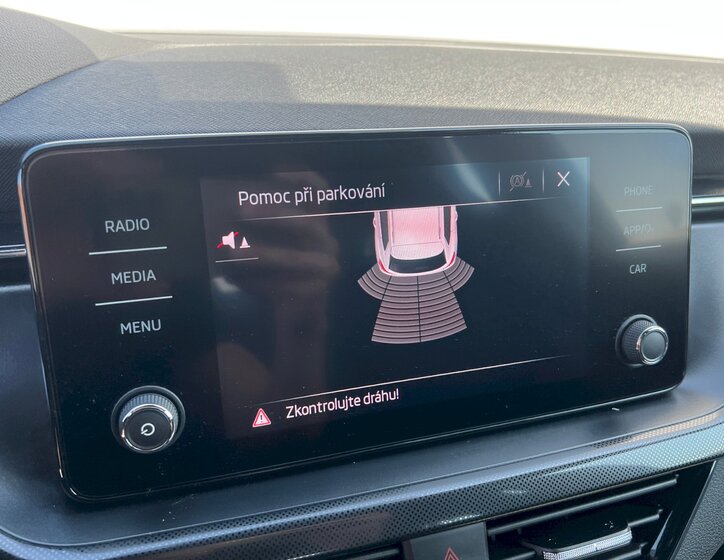 Pomoc při parkování
RADIO
MEDIA
MENU
PHONE
APP/
CAR
Zkontrolujte dráhu!